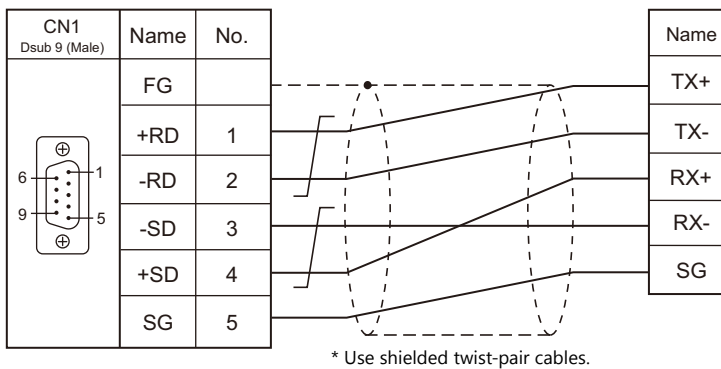 CN1
Dsub 9 (Male)
Name No.
Name
FG
TX+
+RD 1
TX-
-RD 2
RX+
6 1
-SD 3
RX-
9 5
+SD 4
SG
SG 5
* Use shielded twist-pair cables.